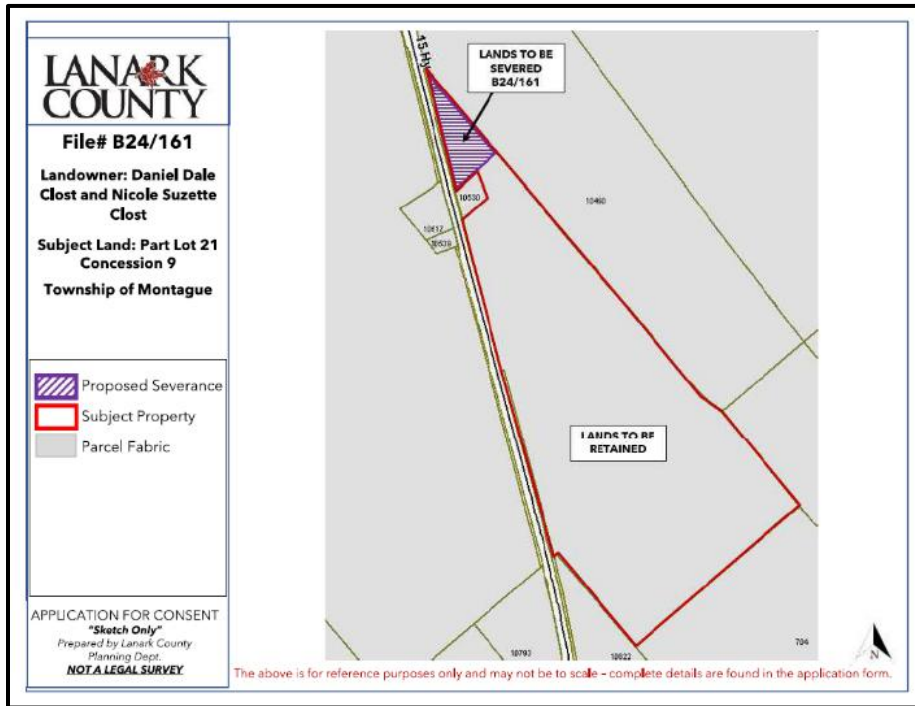 LANARK
COUNTY
File# B24/161
Landowner: Daniel Dale
Clost and Nicole Suzette
Clost
Subject Land: Part Lot 21
Concession 9
Township of Montague
Proposed Severance
Subject Property
Parcel Fabric
APPLICATION FOR CONSENT
"Sketch Only"
Prepared by Lanark County
Planning Dept.
NOT A LEGAL SURVEY
15 Hy
LANDS TO BE
SEVERED
B24/161
10460
10500
10617
LANDS TO BE
RETAINED
10793
10822
704
N
The above is for reference purposes only and may not be to scale – complete details are found in the application form.